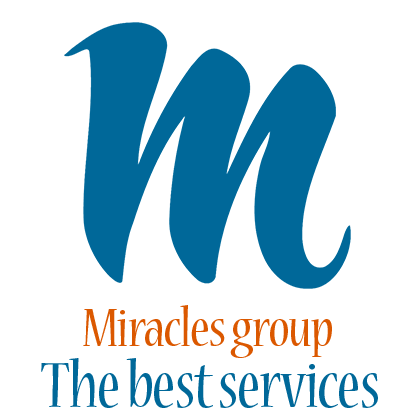 m
Miracles group
The best services